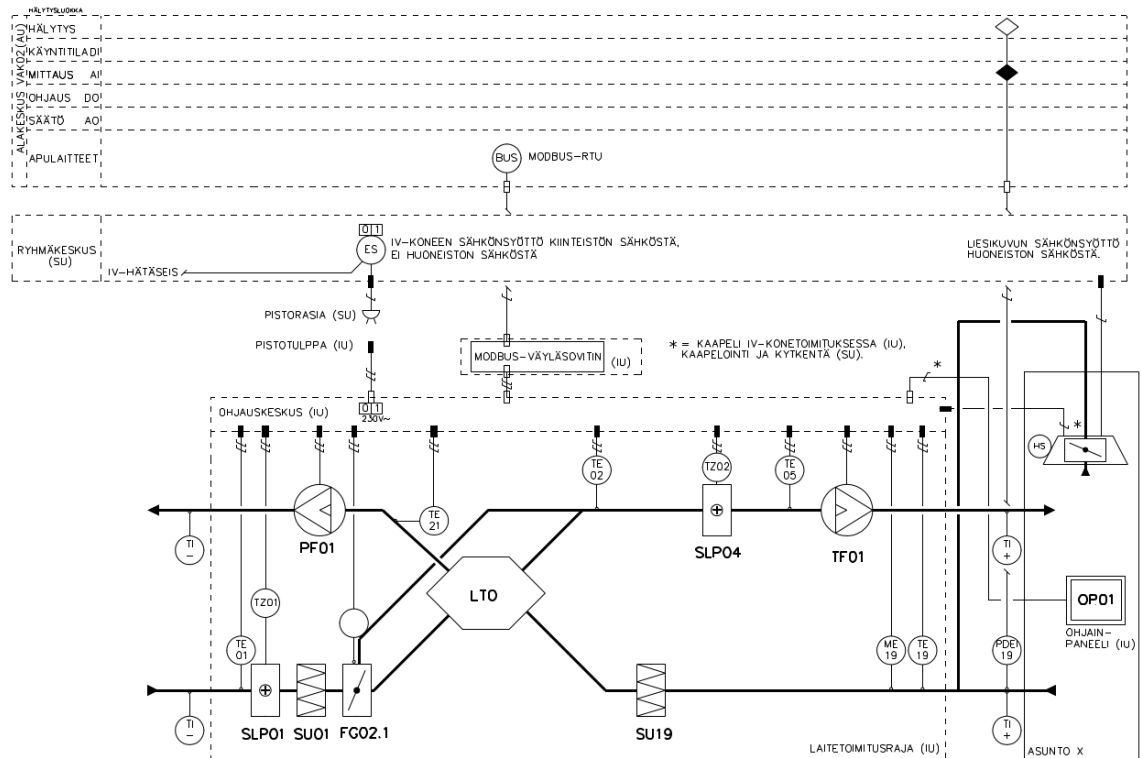 HÄLYTYSLUOKKA
ALAKESKUS VAK02(AU)
HÄLYTYS
KÄYNTITILADI
MITTAUS AI
OHJAUS DO
SÄÄTÖ AO
APULAITTEET
BUS MODBUS-RTU
RYHMÄKESKUS
(SU)
0 1
ES
IV-KONEEN SÄHKÖNSYÖTTÖ KIINTEISTÖN SÄHKÖSTÄ,
EI HUONEISTON SÄHKÖSTÄ
IV-HÄTÄSEIS
LIESIKUVUN SÄHKÖNSYÖTTÖ
HUONEISTON SÄHKÖSTÄ.
PISTORASIA (SU)
PISTOTULPPA (IU)
MODBUS-VÄYLÄSOVITIN (IU)
* = KAAPELI IV-KONETOIMITUKSESSA (IU),
KAAPELOINTI JA KYTKENTÄ (SU).
*
OHJAUSKESKUS (IU)
0 1
230V~
*
HS
TE
02
TZ02
TE
05
TE
21
TI
-
PF01
SLP04
TF01
TI
+
LTO
TZ01
OP01
OHJAIN-
PANEELI (IU)
TE
01
ME
19
TE
19
PDEI
19
TI
-
SLP01
SU01
FG02.1
SU19
TI
+
LAITETOIMITUSRAJA (IU)
ASUNTO X